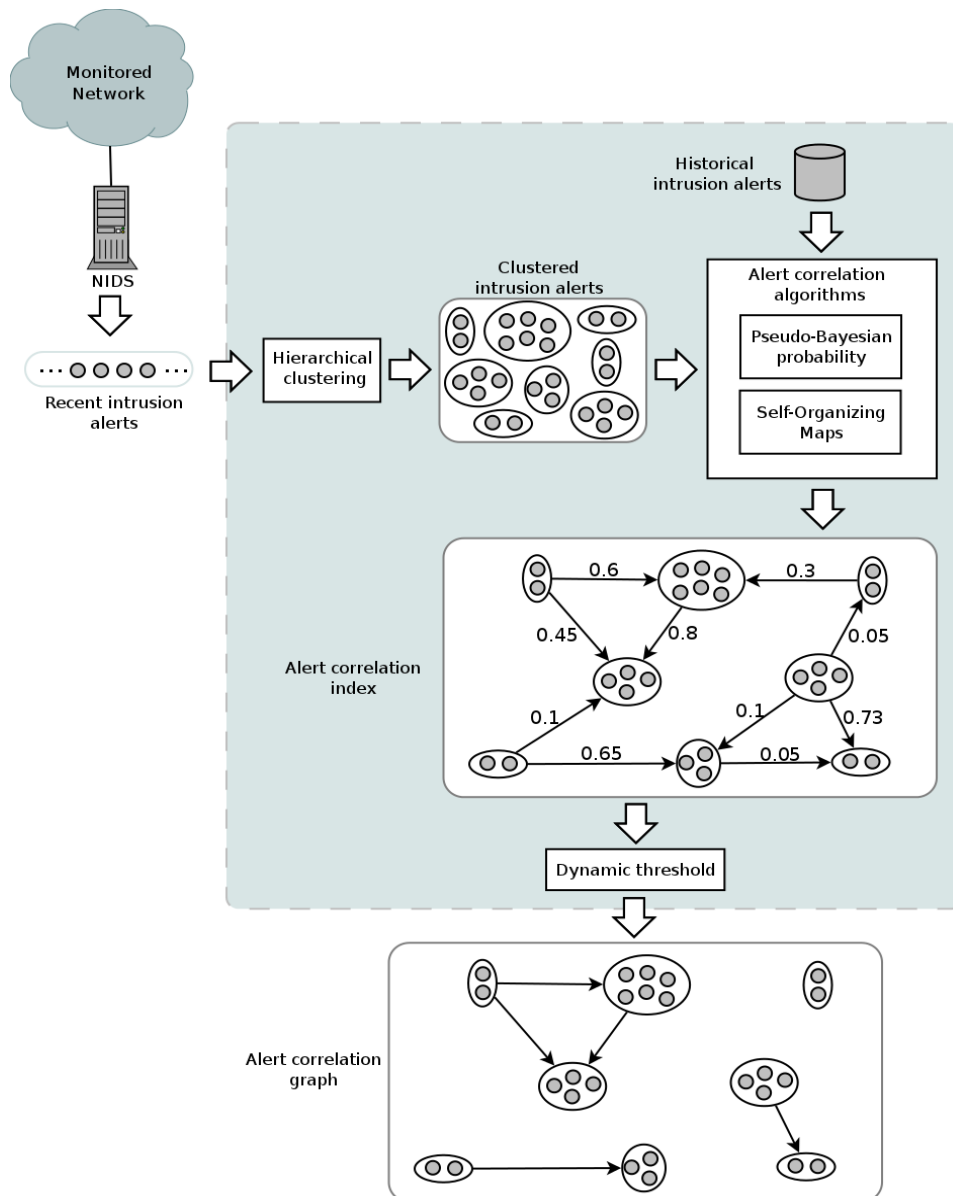 Monitored
Network
NIDS
Recent intrusion
alerts
Hierarchical
clustering
Clustered
intrusion alerts
Historical
intrusion alerts
Alert correlation
algorithms
Pseudo-Bayesian
probability
Self-Organizing
Maps
Alert correlation
index
0.6
0.3
0.45
0.8
0.05
0.1
0.1
0.73
0.65
0.05
Dynamic threshold
Alert correlation
graph